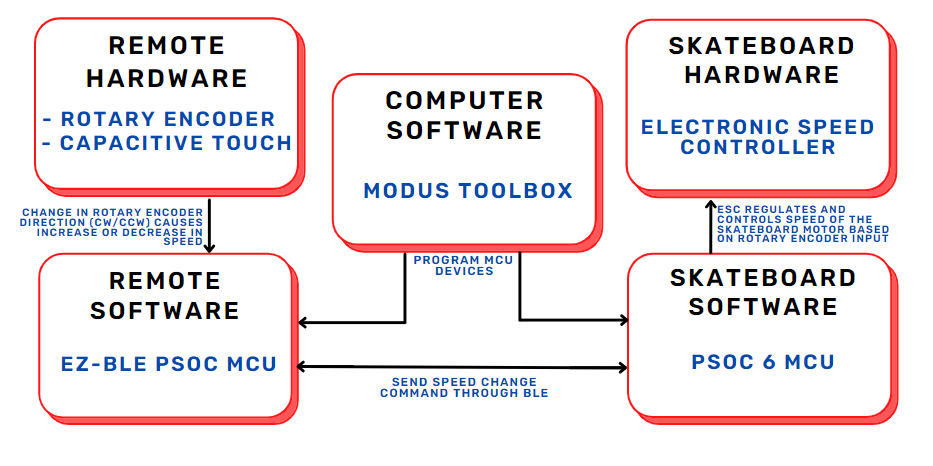 REMOTE
HARDWARE
- ROTARY ENCODER
- CAPACITIVE TOUCH
COMPUTER
SOFTWARE
MODUS TOOLBOX
SKATEBOARD
HARDWARE
ELECTRONIC SPEED
CONTROLLER
CHANGE IN ROTARY ENCODER
DIRECTION (CW/CCW) CAUSES
INCREASE OR DECREASE IN
SPEED
ESC REGULATES AND
CONTROLS SPEED OF THE
SKATEBOARD MOTOR BASED
ON ROTARY ENCODER INPUT
PROGRAM MCU
DEVICES
REMOTE
SOFTWARE
EZ-BLE PSOC MCU
SKATEBOARD
SOFTWARE
PSOC 6 MCU
SEND SPEED CHANGE
COMMAND THROUGH BLE